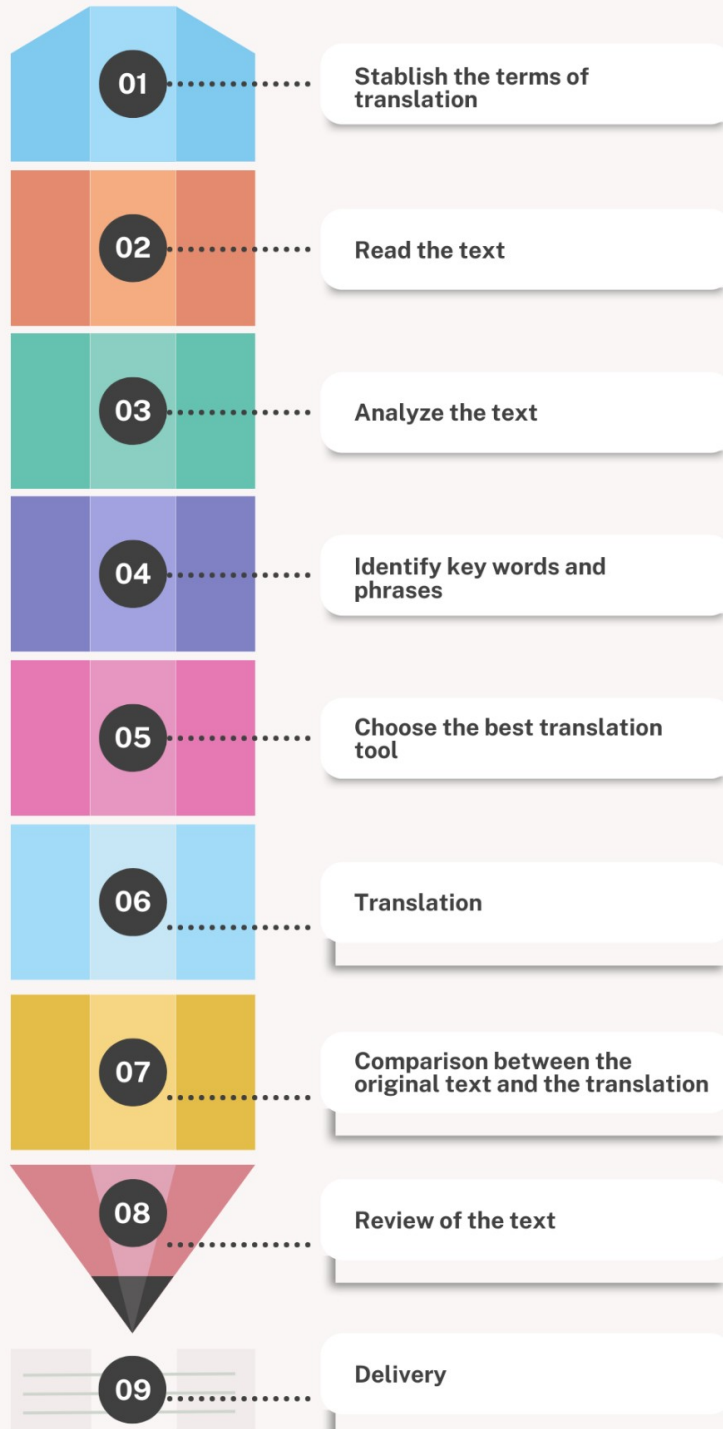 01
Stablish the terms of
translation
02
Read the text
03
Analyze the text
04
Identify key words and
phrases
05
Choose the best translation
tool
06
Translation
07
Comparison between the
original text and the translation
08
Review of the text
09
Delivery